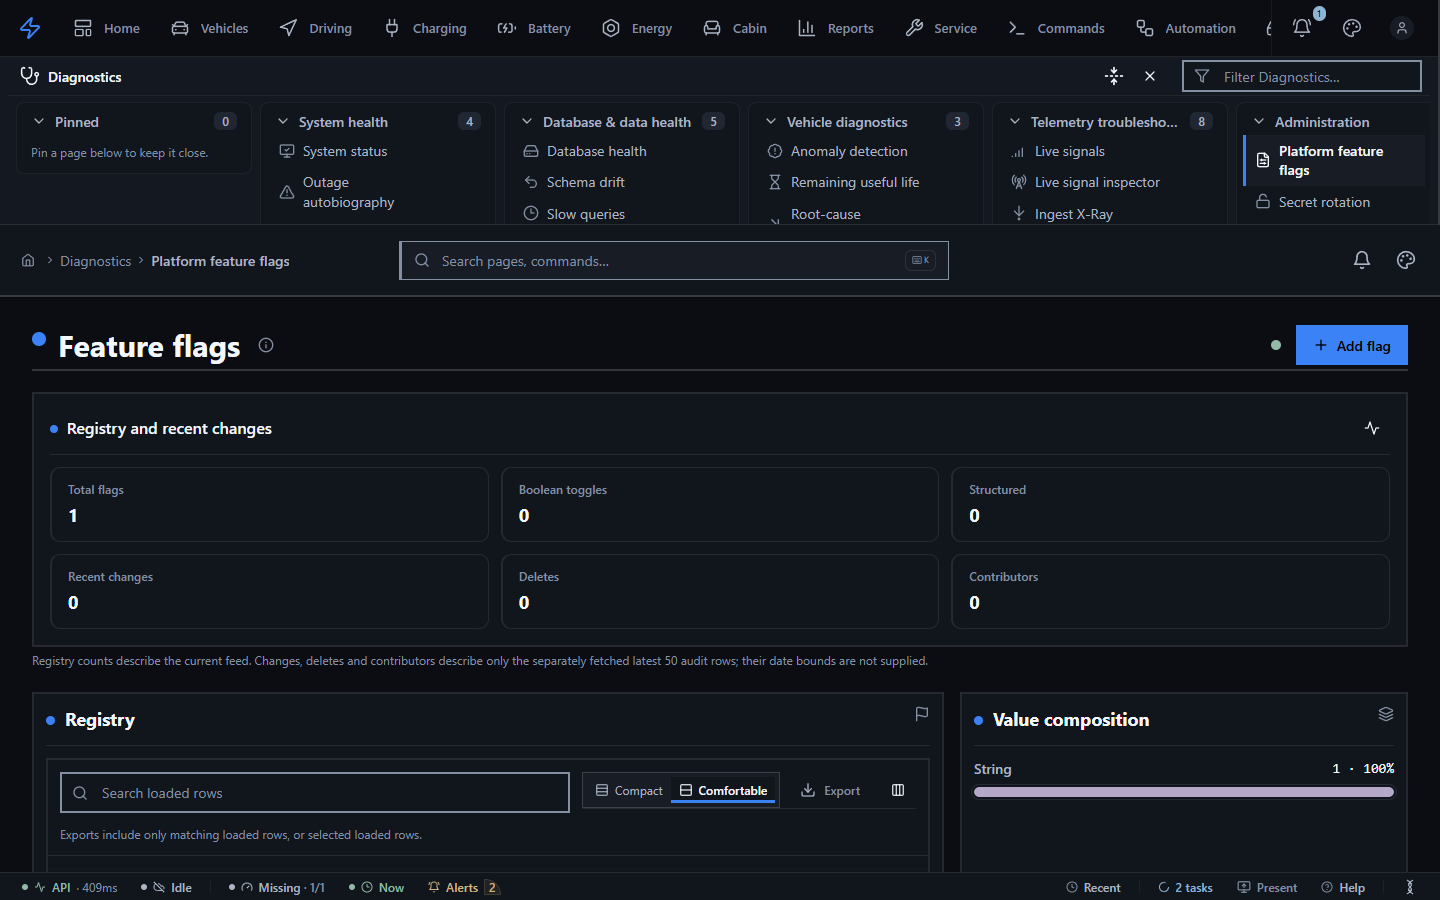 Home Vehicles Driving Charging Battery Energy Cabin Reports Service Commands Automation 1
Diagnostics Filter Diagnostics...
Pinned 0
Pin a page below to keep it close.
System health 4
System status
Outage
autobiography
Database & data health 5
Database health
Schema drift
Slow queries
Vehicle diagnostics 3
Anomaly detection
Remaining useful life
Root-cause
Telemetry troublesho... 8
Live signals
Live signal inspector
Ingest X-Ray
Administration
Platform feature
flags
Secret rotation
Diagnostics Platform feature flags Search pages, commands... K
Feature flags Add flag
Registry and recent changes
Total flags
1
Boolean toggles
0
Structured
0
Recent changes
0
Deletes
0
Contributors
0
Registry counts describe the current feed. Changes, deletes and contributors describe only the separately fetched latest 50 audit rows; their date bounds are not supplied.
Registry
Search loaded rows Compact Comfortable Export
Exports include only matching loaded rows, or selected loaded rows.
Value composition
String 1 · 100%
API · 409ms Idle Missing · 1/1 Now Alerts 2 Recent 2 tasks Present Help